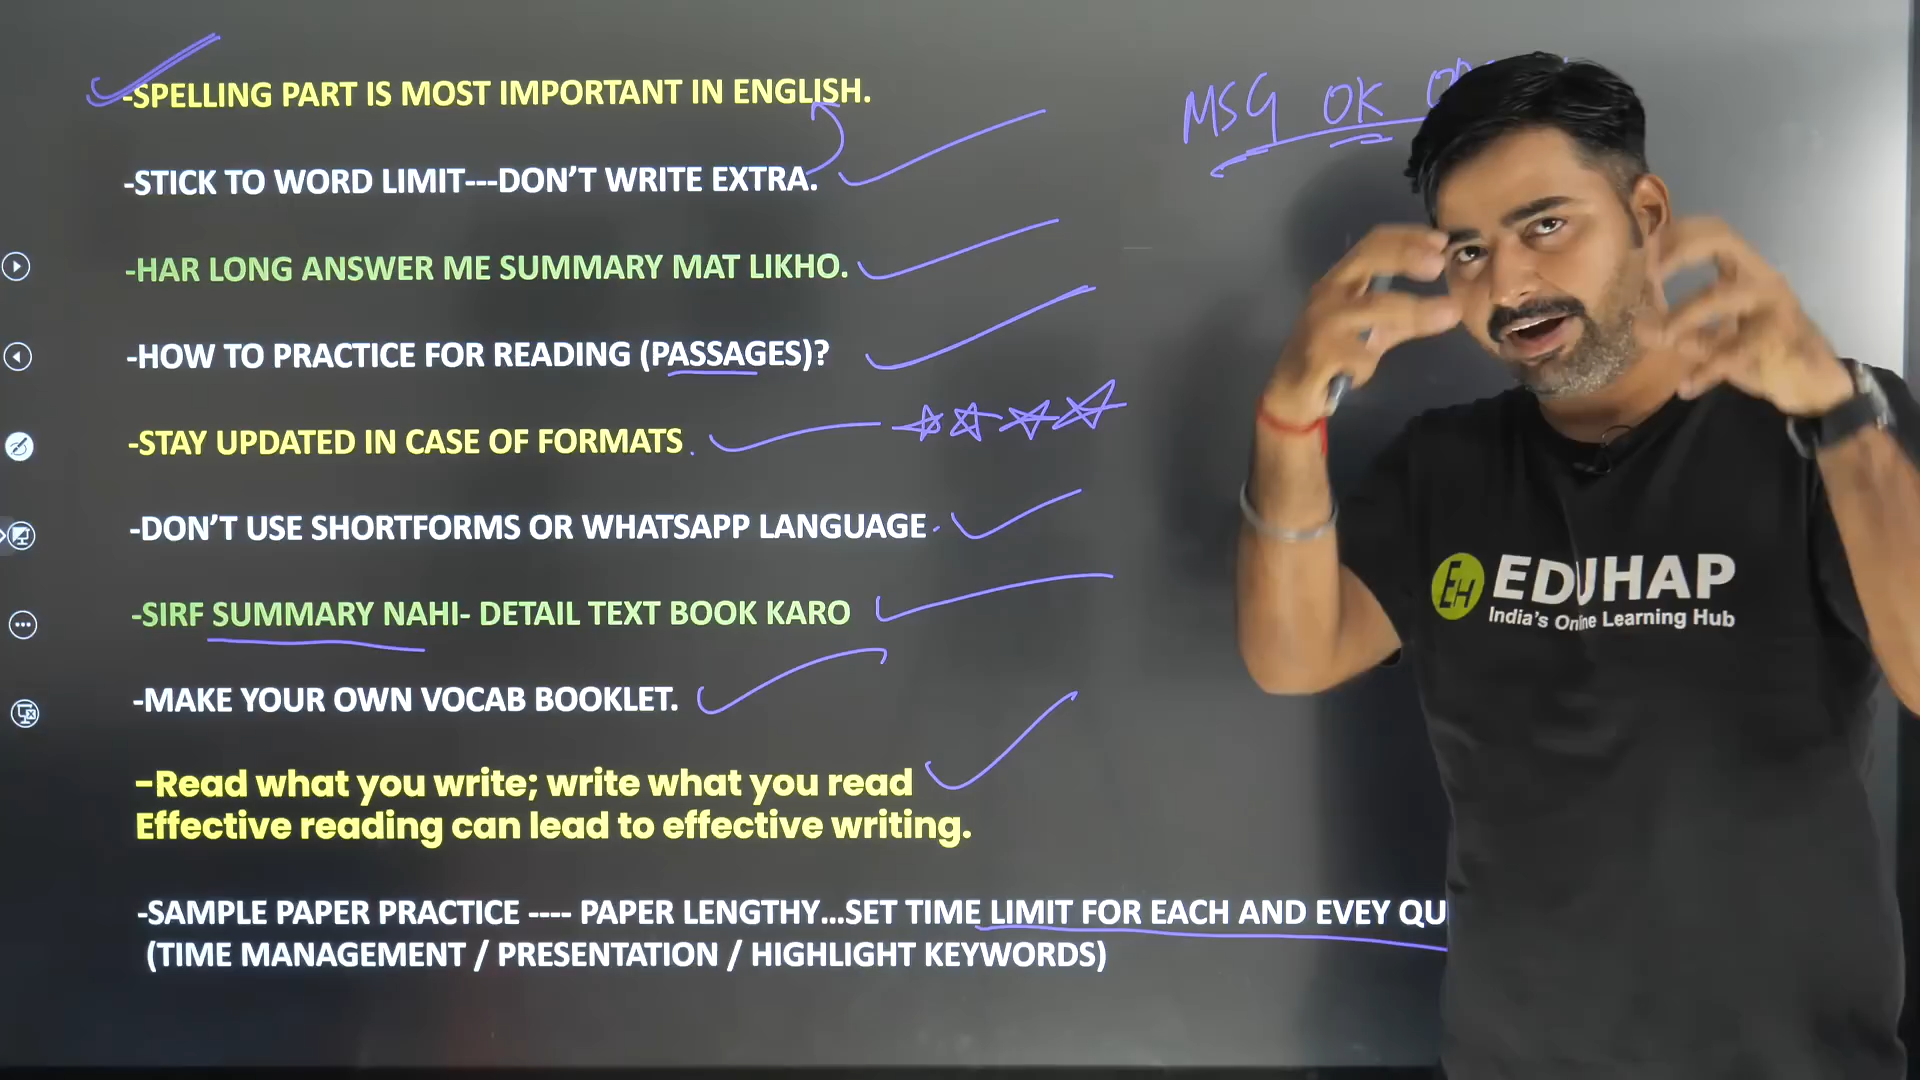 -SPELLING PART IS MOST IMPORTANT IN ENGLISH.
MSG OK
-STICK TO WORD LIMIT---DON’T WRITE EXTRA.
-HAR LONG ANSWER ME SUMMARY MAT LIKHO.
-HOW TO PRACTICE FOR READING (PASSAGES)?
-STAY UPDATED IN CASE OF FORMATS
-DON’T USE SHORTFORMS OR WHATSAPP LANGUAGE
-SIRF SUMMARY NAHI- DETAIL TEXT BOOK KARO
-MAKE YOUR OWN VOCAB BOOKLET.
-Read what you write; write what you read
Effective reading can lead to effective writing.
-SAMPLE PAPER PRACTICE ---- PAPER LENGTHY...SET TIME LIMIT FOR EACH AND EVEY QU
(TIME MANAGEMENT / PRESENTATION / HIGHLIGHT KEYWORDS)
EH EDUHAP
India's Online Learning Hub